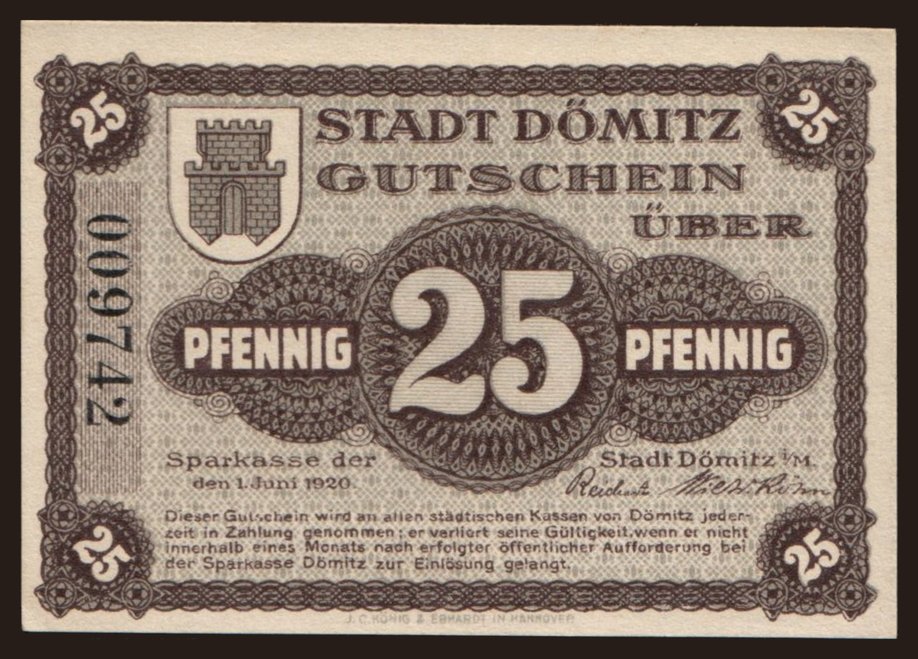 25
25
STADT DÖMITZ
GUTSCHEIN
ÜBER
009742
PFENNIG 25 PFENNIG
Sparkasse der Stadt Dömitz i/M.
den 1. Juni 1920. Reichardt
Dieser Gutschein wird an allen städtischen Kassen von Dömitz jeder-
zeit in Zahlung genommen; er verliert seine Gültigkeit, wenn er nicht
innerhalb eines Monats nach erfolgter öffentlicher Aufforderung bei
der Sparkasse Dömitz zur Einlösung gelangt.
25
25
J.C. KÖNIG & EBHARDT IN HANNOVER